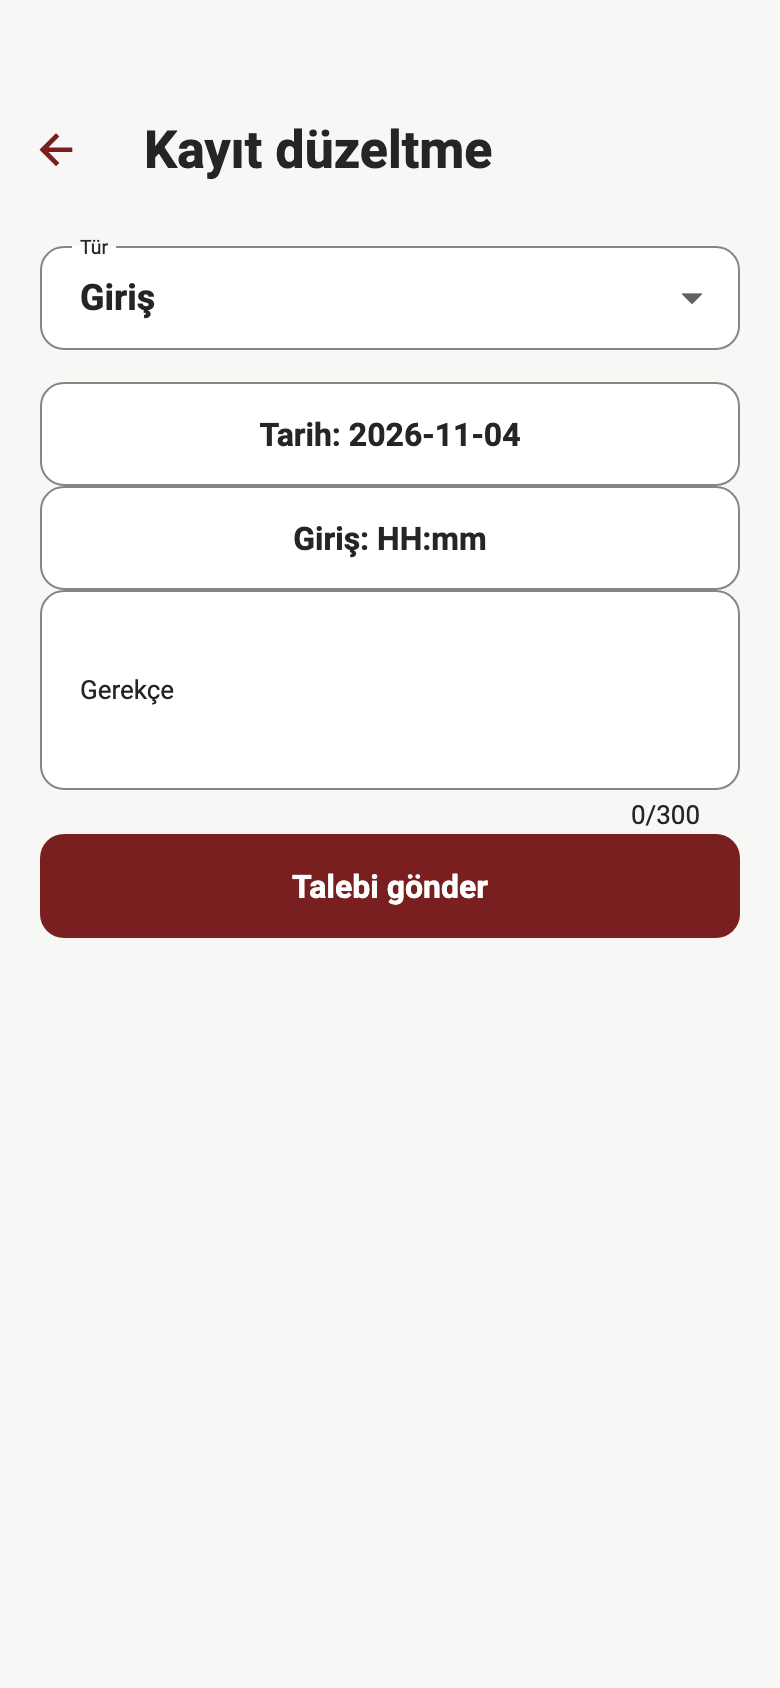 Kayıt düzeltme
Tür
Giriş
Tarih: 2026-11-04
Giriş: HH:mm
Gerekçe
0/300
Talebi gönder